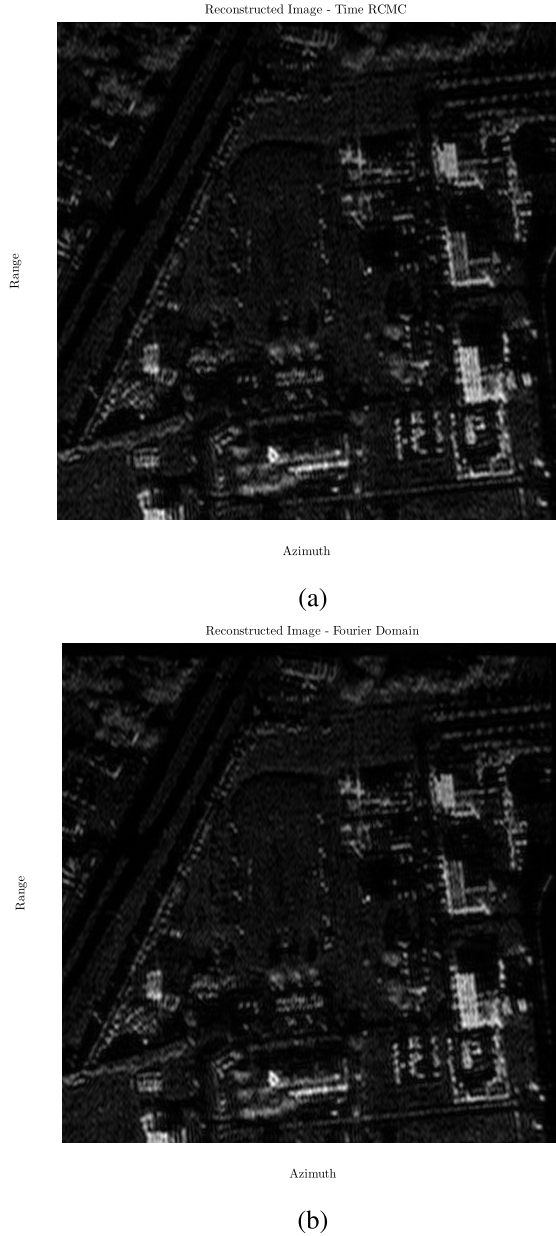 Reconstructed Image - Time RCMC
Range
Azimuth
(a)
Reconstructed Image - Fourier Domain
Range
Azimuth
(b)